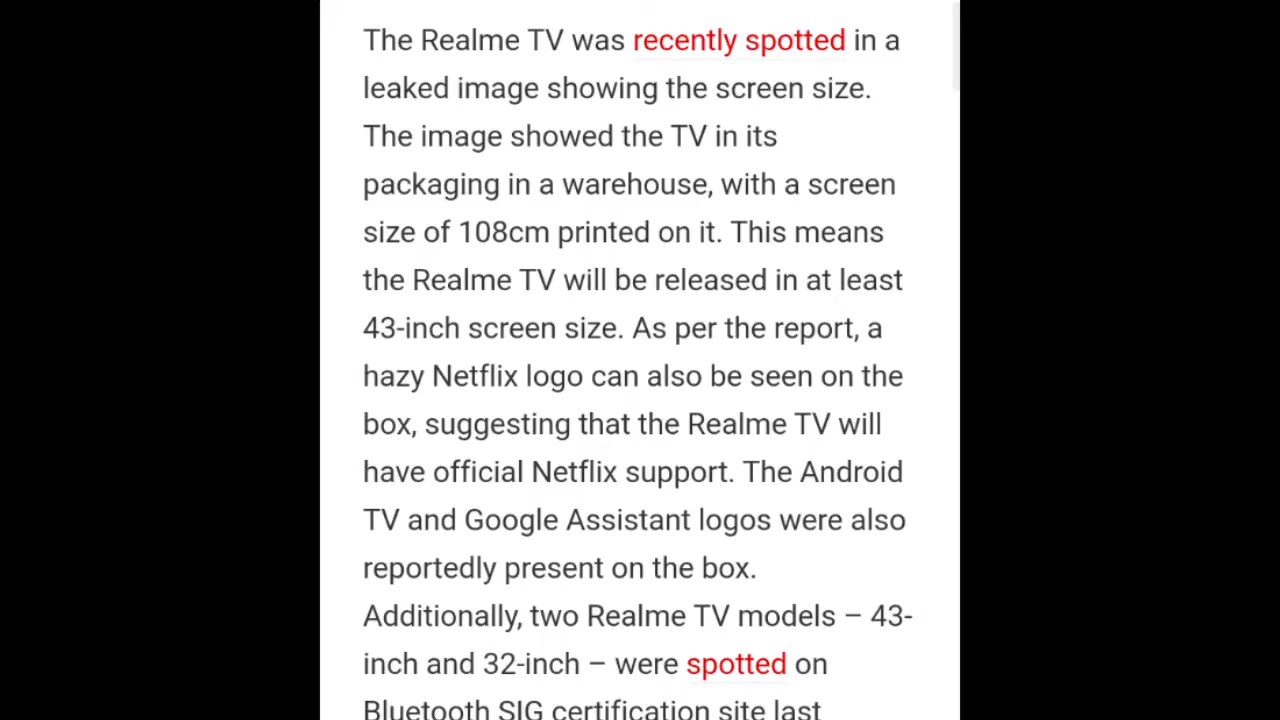 The Realme TV was recently spotted in a
leaked image showing the screen size.
The image showed the TV in its
packaging in a warehouse, with a screen
size of 108cm printed on it. This means
the Realme TV will be released in at least
43-inch screen size. As per the report, a
hazy Netflix logo can also be seen on the
box, suggesting that the Realme TV will
have official Netflix support. The Android
TV and Google Assistant logos were also
reportedly present on the box.
Additionally, two Realme TV models – 43-
inch and 32-inch – were spotted on
Bluetooth SIG certification site last